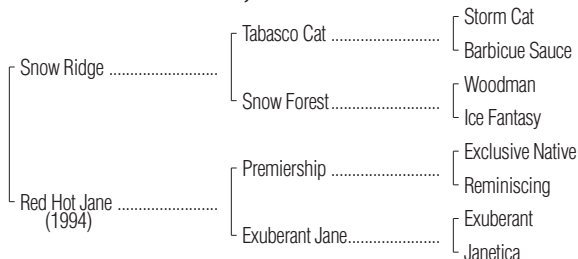 Storm Cat
Tabasco Cat ........................
Barbicue Sauce
Snow Ridge ........................
Woodman
Snow Forest........................
Ice Fantasy
Exclusive Native
Premiership ........................
Reminiscing
Red Hot Jane ........................
(1994)
Exuberant
Exuberant Jane....................
Janetica